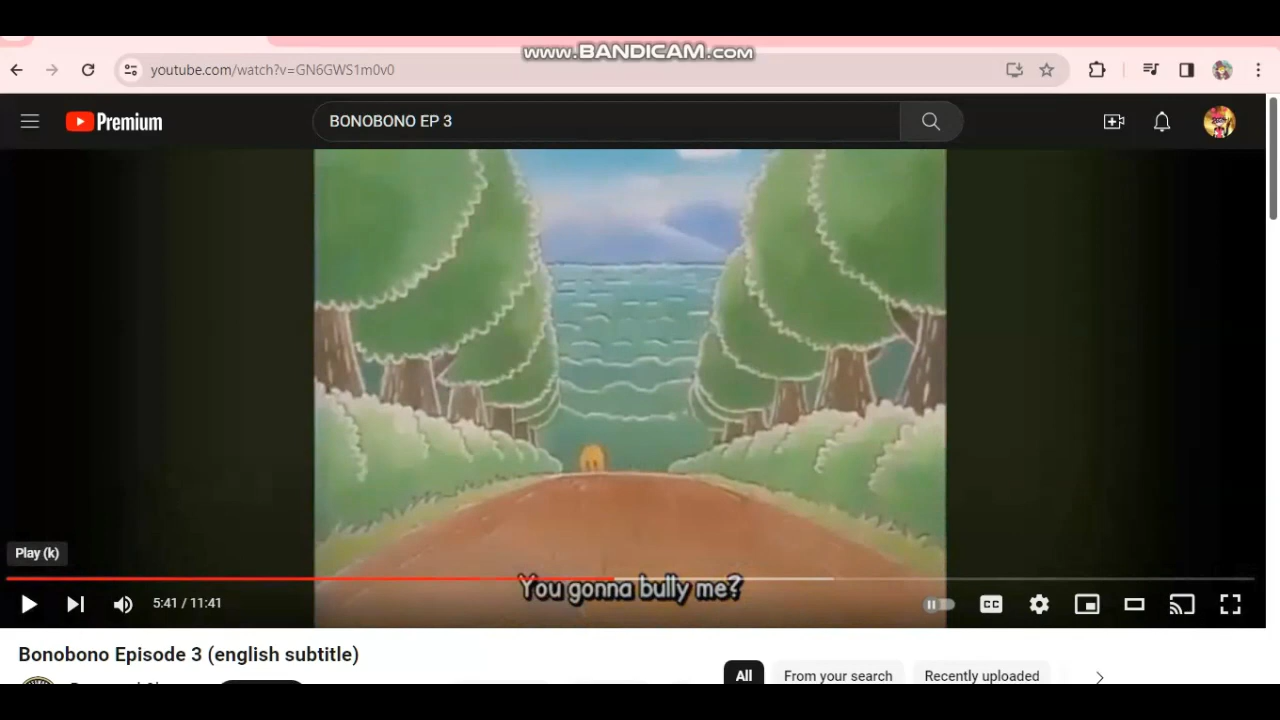 www.BANDICAM.com
youtube.com/watch?v=GN6GWS1m0v0
Premium
BONOBONO EP 3
Play (k)
You gonna bully me?
5:41 / 11:41
CC
Bonobono Episode 3 (english subtitle)
All
From your search
Recently uploaded